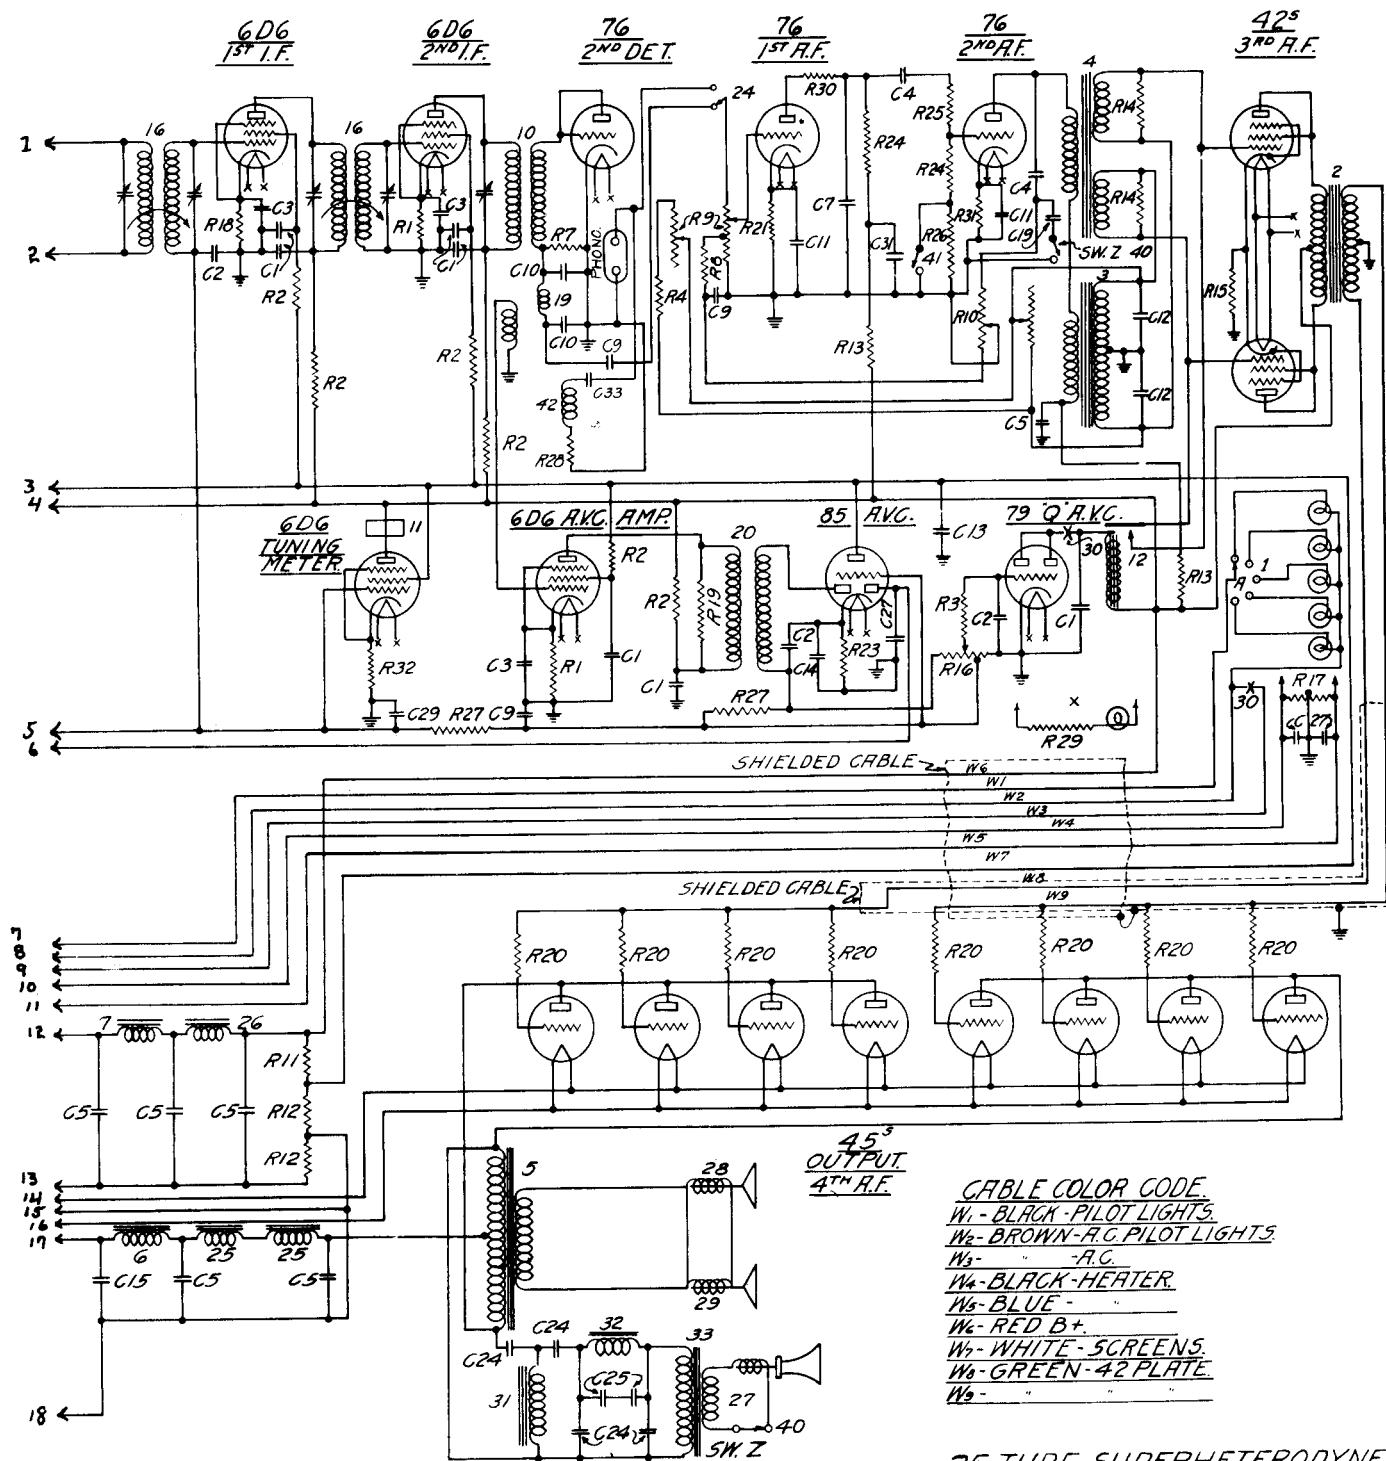 6D6
1ST I.F.
6D6
2ND I.F.
76
2ND DET.
76
1ST A.F.
76
2ND A.F.
42S
3RD A.F.
1
16
16
10
24
R30
C4
R25
4
R14
2
R24
R24
C3
C3
R18
R1
R7
PHONO.
R9
R21
C11
C7
C31
R26
41
R31
C11
C4
C19
SW. Z 40
R14
2
C2
C1
C1
C10
19
C10
C9
R8
C9
R4
R10
3
C12
R15
R2
R2
R2
R2
42
C33
R28
R13
C12
C5
3
4
6D6
TUNING
METER
11
6D6 A.V.C. AMP.
R2
R2
R19
20
85 A.V.C.
C13
79 "Q" A.V.C.
30
12
R13
A
1
R32
C3
R1
C1
C1
C2
C14
R23
C27
R3
C2
C1
R16
R17
30
C27
C29
R27
C9
R27
R29
5
6
SHIELDED CABLE
W6
W1
W2
W3
W4
W5
W7
W8
W9
SHIELDED CABLE
7
8
9
10
11
12
R20
R20
R20
R20
R20
R20
R20
R20
7
26
R11
C5
C5
C5
R12
R12
13
14
15
16
17
45S
OUTPUT.
4TH A.F.
5
28
29
6
25
25
C15
C5
C5
C24
C24
32
33
31
C25
C24
27
40
SW. Z
18
CABLE COLOR CODE.
W1-BLACK-PILOT LIGHTS.
W2-BROWN-A.C. PILOT LIGHTS.
W3- " -A.C.
W4-BLACK-HEATER.
W5-BLUE - "
W6-RED B+.
W7-WHITE-SCREENS.
W8-GREEN-42 PLATE.
W9- " " "
25 TUBE SUPERHETERODYNE